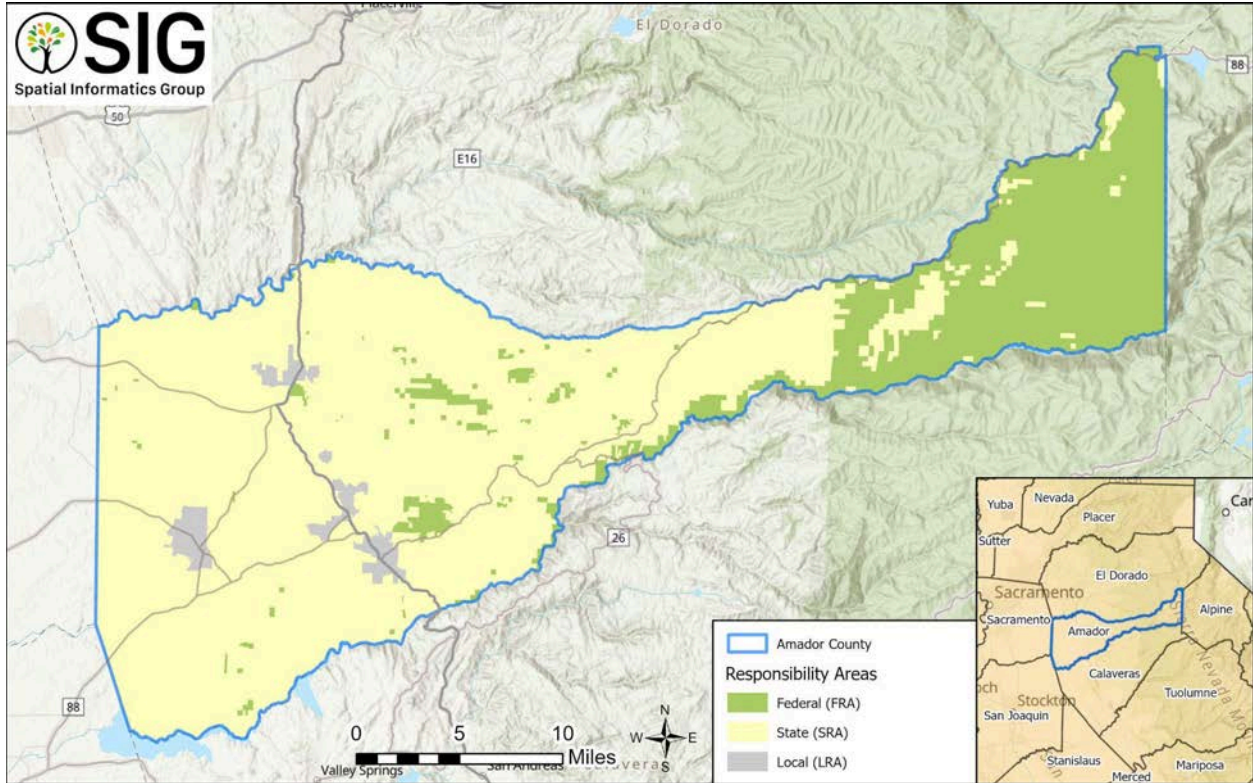 SIG
Spatial Informatics Group
Placerville
El Dorado
88
50
E16
26
88
Valley Springs
San Andreas
0 5 10
Miles
N
W E
S
Amador County
Responsibility Areas
Federal (FRA)
State (SRA)
Local (LRA)
Yuba
Nevada
Car
Placer
Sutter
El Dorado
Sacramento
Sacramento
Alpine
Amador
Calaveras
Stockton
Tuolumne
San Joaquin
Stanislaus
Mariposa
Merced